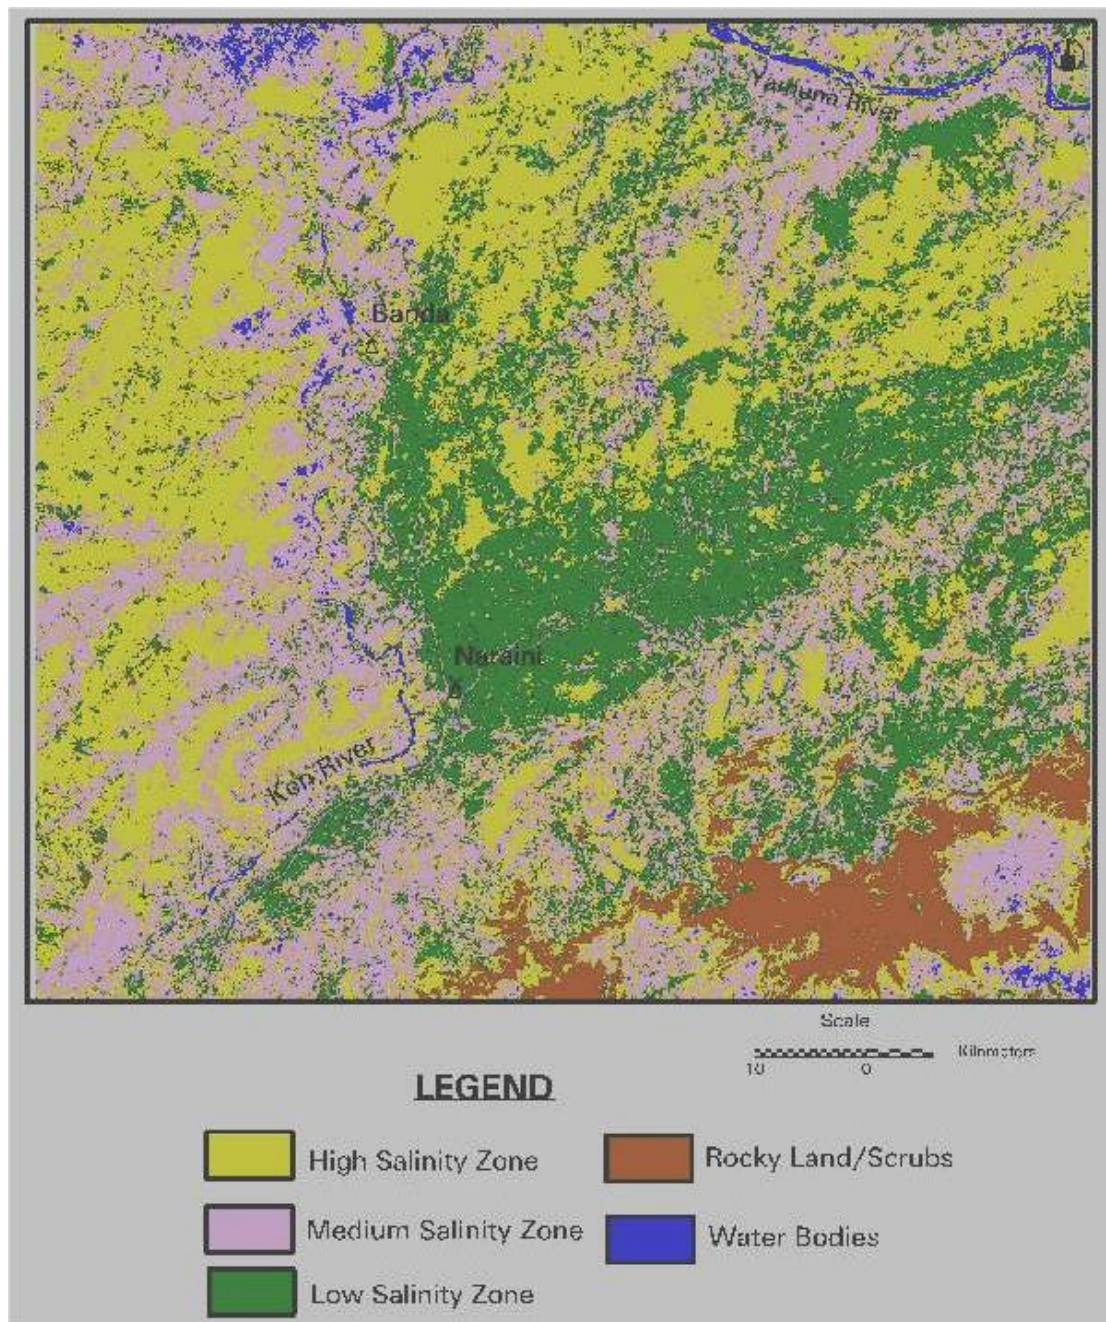 Yamuna River
Banda
Naraini
Ken River
Scale
Kilometers
10 0
LEGEND
High Salinity Zone
Rocky Land/Scrubs
Medium Salinity Zone
Water Bodies
Low Salinity Zone